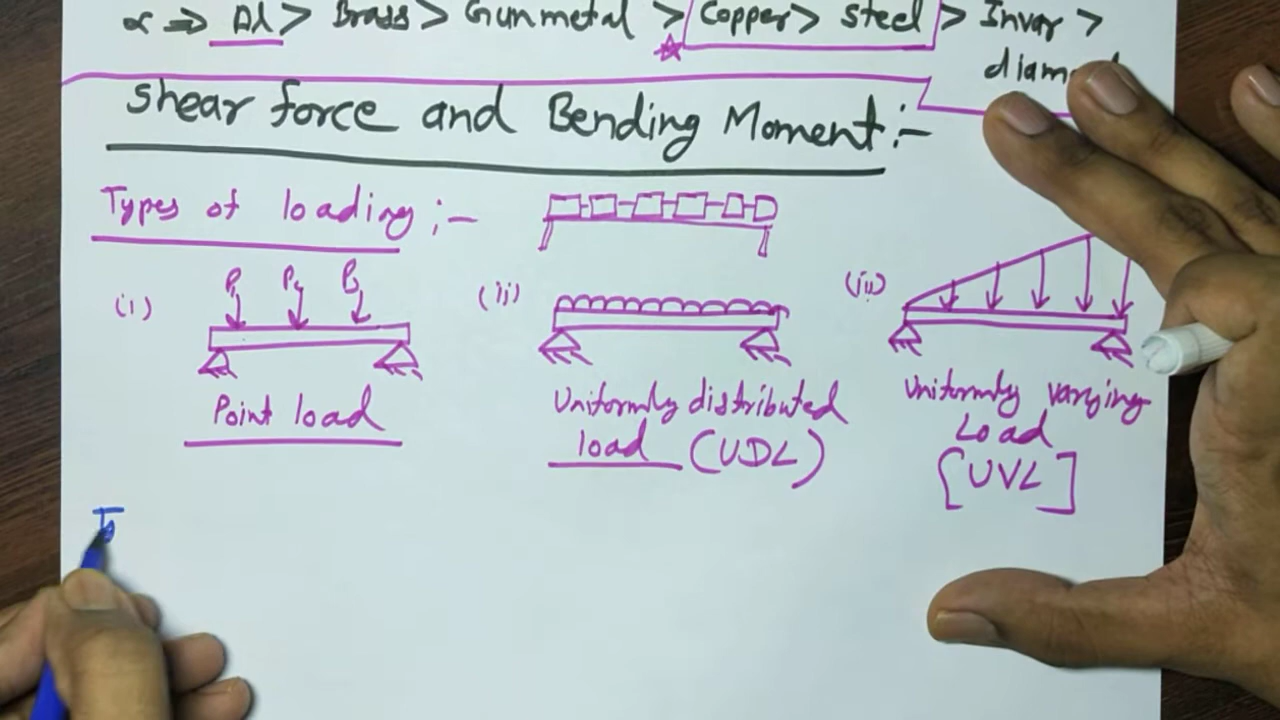 α ⇒ Al > Brass > Gunmetal > Copper > Steel > Invar >
Shear force and Bending Moment:-
Types of loading:-
(i) P₁ P₂ P₃
(ii)
(iii)
Point load
Uniformly distributed
load (UDL)
Uniformly varying
Load
[UVL]